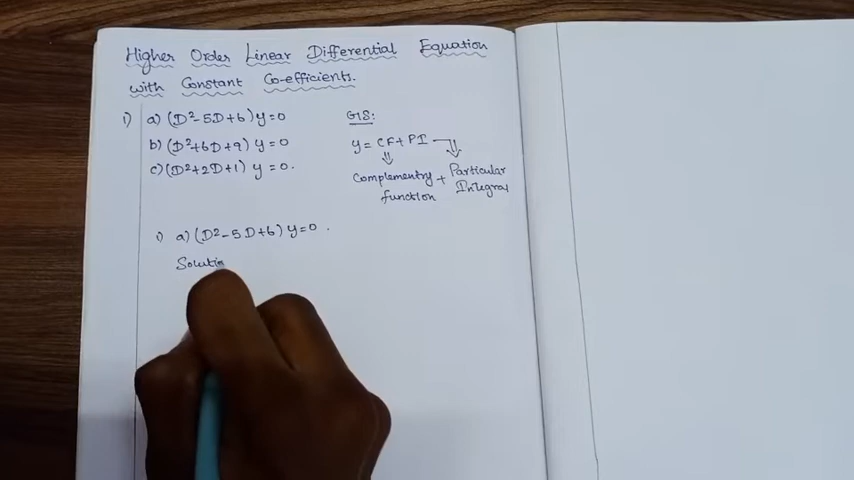 Higher Order Linear Differential Equation
with Constant Co-efficients.
1) a) (D²-5D+6)y=0
b) (D²+6D+9)y=0
c) (D²+2D+1)y=0.
G.S:
y = CF + PI
Complementry + Particular
function Integral
1) a) (D²-5D+6)y=0.
Solutio